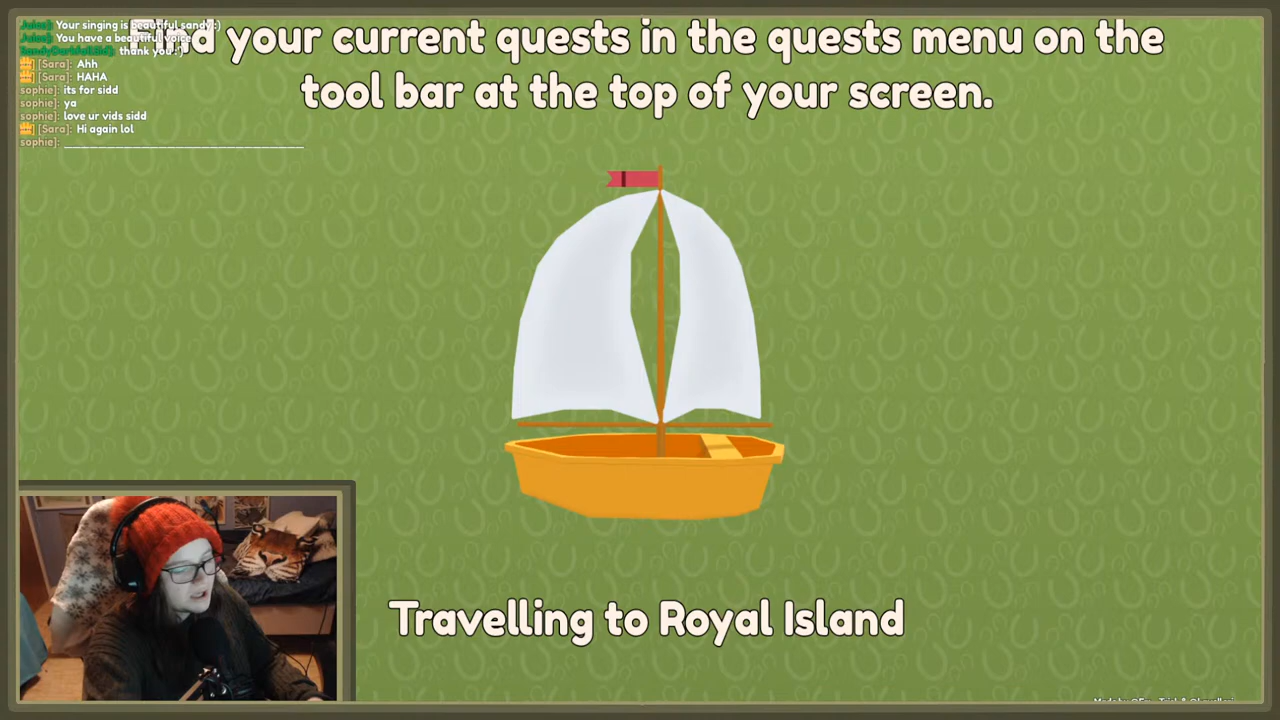 Find your current quests in the quests menu on the
tool bar at the top of your screen.
Jules]: Your singing is beautiful sandy! :)
Jules]: You have a beautiful voice
thank you :')
[Sara]: Ahh
[Sara]: HAHA
sophie]: its for sidd
sophie]: ya
sophie]: love ur vids sidd
[Sara]: Hi again lol
sophie]:
Travelling to Royal Island